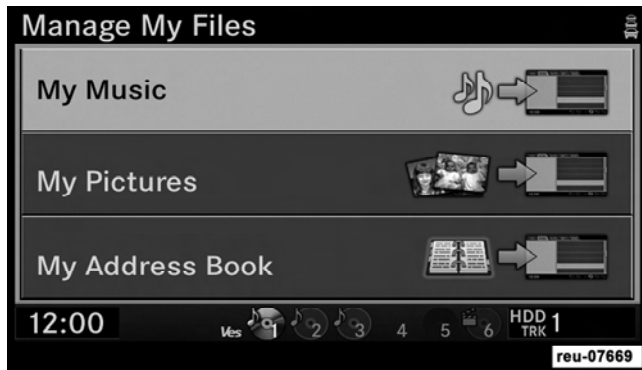 Manage My Files
My Music
My Pictures
My Address Book
12:00 Ves 1 2 3 4 5 6 HDD TRK 1
reu-07669